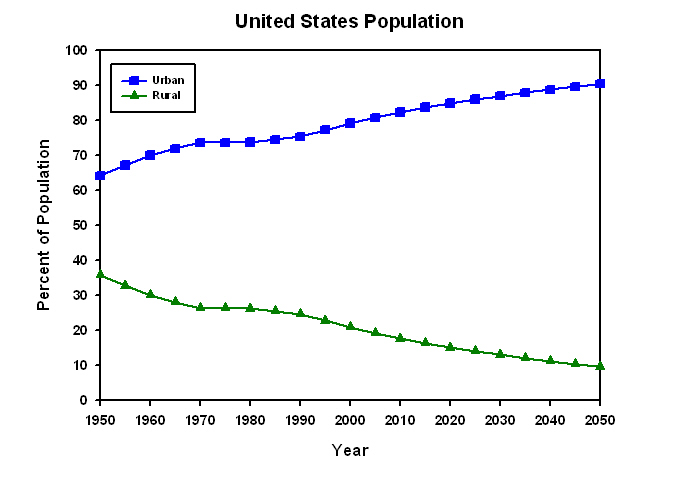 United States Population
100
90
80
70
60
50
40
30
20
10
0
Urban
Rural
Percent of Population
1950 1960 1970 1980 1990 2000 2010 2020 2030 2040 2050
Year